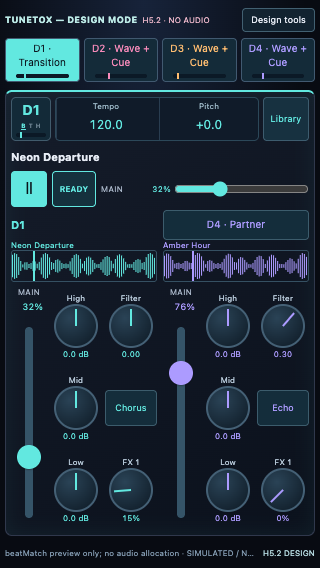 TUNETOX — DESIGN MODE H5.2 · NO AUDIO
Design tools
D1 ·
Transition
D2 · Wave +
Cue
D3 · Wave +
Cue
D4 · Wave +
Cue
D1
B T H
Tempo
120.0
Pitch
+0.0
Library
Neon Departure
II
READY
MAIN
32%
D1
D4 · Partner
Neon Departure
Amber Hour
MAIN
32%
High
0.0 dB
Filter
0.00
Mid
0.0 dB
Chorus
Low
0.0 dB
FX 1
15%
MAIN
76%
High
0.0 dB
Filter
0.30
Mid
0.0 dB
Echo
Low
0.0 dB
FX 1
0%
beatMatch preview only; no audio allocation · SIMULATED / N...
H5.2 DESIGN